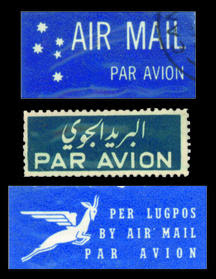 AIR MAIL
PAR AVION
البريد الجوي
PAR AVION
PER LUGPOS
BY AIR MAIL
PAR AVION